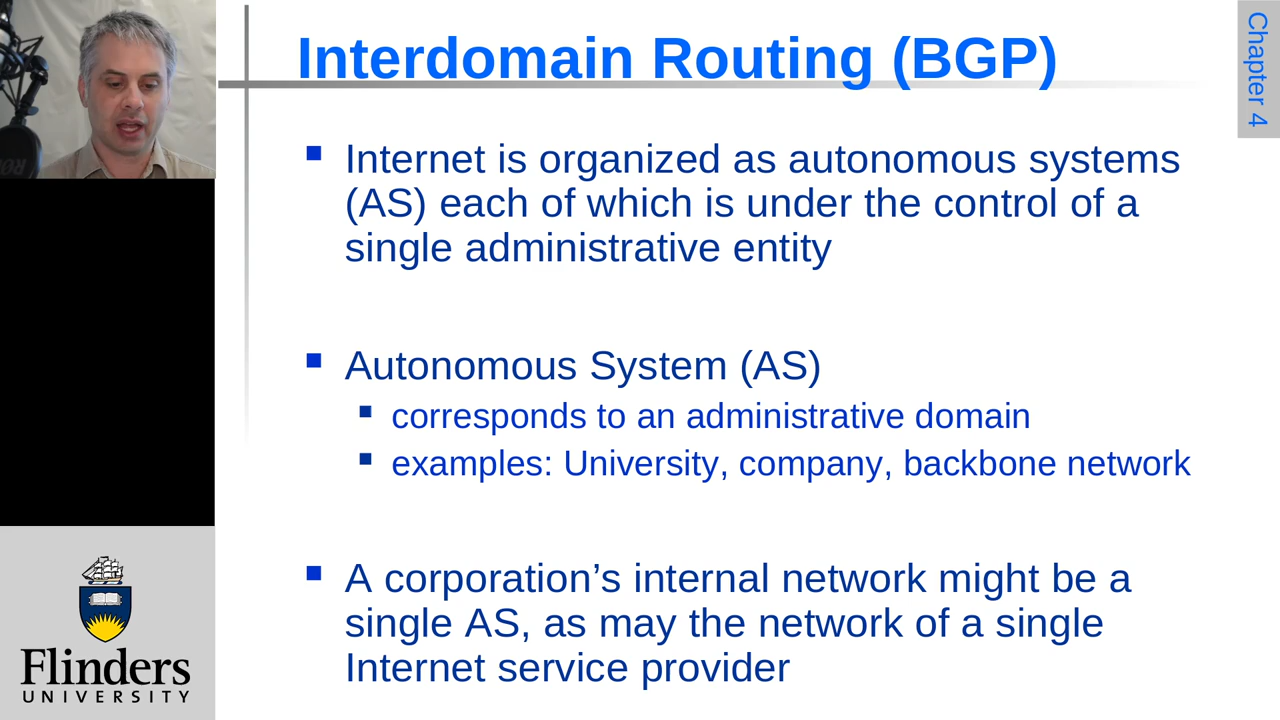 Interdomain Routing (BGP)
Chapter 4
Internet is organized as autonomous systems
(AS) each of which is under the control of a
single administrative entity
Autonomous System (AS)
corresponds to an administrative domain
examples: University, company, backbone network
A corporation’s internal network might be a
single AS, as may the network of a single
Internet service provider
Flinders
UNIVERSITY